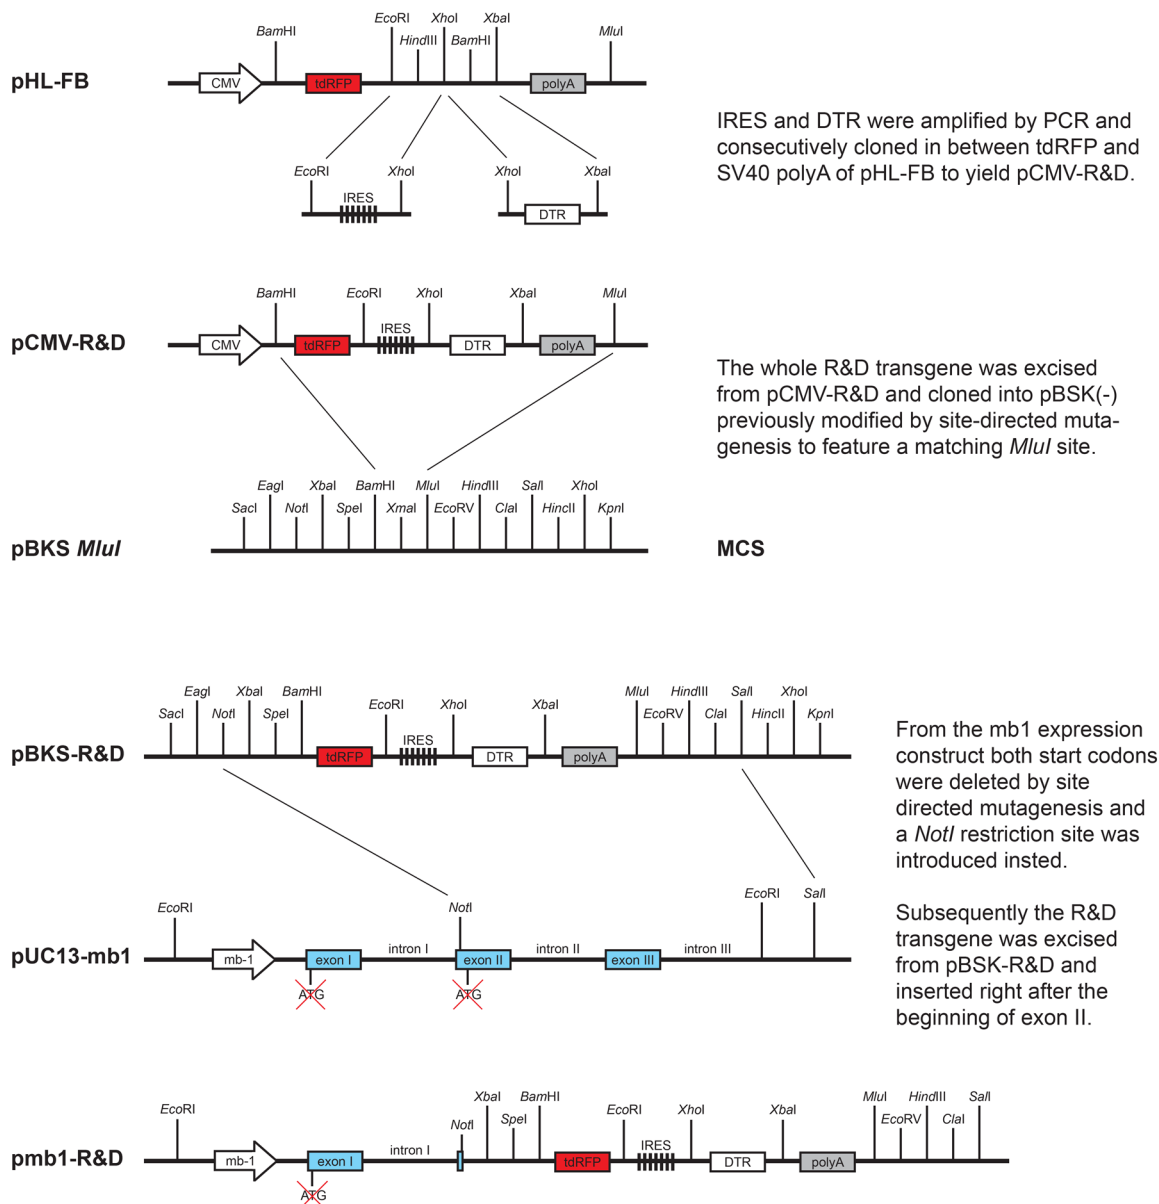 EcoRI XhoI XbaI
BamHI HindIII BamHI MluI
pHL-FB CMV tdRFP polyA
IRES and DTR were amplified by PCR and
consecutively cloned in between tdRFP and
SV40 polyA of pHL-FB to yield pCMV-R&D.
EcoRI XhoI XhoI XbaI
IRES
DTR
BamHI EcoRI XhoI XbaI MluI
IRES
pCMV-R&D CMV tdRFP DTR polyA
The whole R&D transgene was excised
from pCMV-R&D and cloned into pBSK(-)
previously modified by site-directed muta-
genesis to feature a matching MluI site.
EagI XbaI BamHI MluI HindIII SalI XhoI
SacI NotI SpeI XmaI EcoRV ClaI HincII KpnI
pBKS MluI MCS
EagI XbaI BamHI MluI HindIII SalI XhoI
SacI NotI SpeI EcoRI XhoI XbaI EcoRV ClaI HincII KpnI
IRES
pBKS-R&D tdRFP DTR polyA
From the mb1 expression
construct both start codons
were deleted by site
directed mutagenesis and
a NotI restriction site was
introduced insted.
EcoRI NotI EcoRI SalI
pUC13-mb1 mb-1 exon I intron I exon II intron II exon III intron III
ATG ATG
Subsequently the R&D
transgene was excised
from pBSK-R&D and
inserted right after the
beginning of exon II.
XbaI BamHI MluI HindIII SalI
EcoRI NotI SpeI EcoRI XhoI XbaI EcoRV ClaI
intron I IRES
pmb1-R&D mb-1 exon I tdRFP DTR polyA
ATG